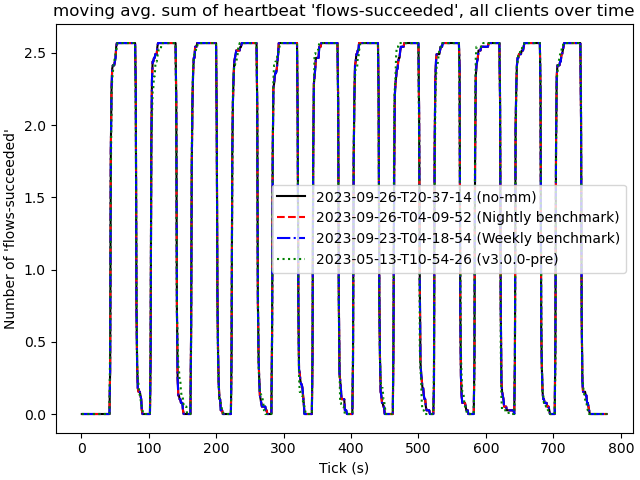 moving avg. sum of heartbeat 'flows-succeeded', all clients over time
Number of 'flows-succeeded'
2.5
2.0
1.5
1.0
0.5
0.0
2023-09-26-T20-37-14 (no-mm)
2023-09-26-T04-09-52 (Nightly benchmark)
2023-09-23-T04-18-54 (Weekly benchmark)
2023-05-13-T10-54-26 (v3.0.0-pre)
0 100 200 300 400 500 600 700 800
Tick (s)